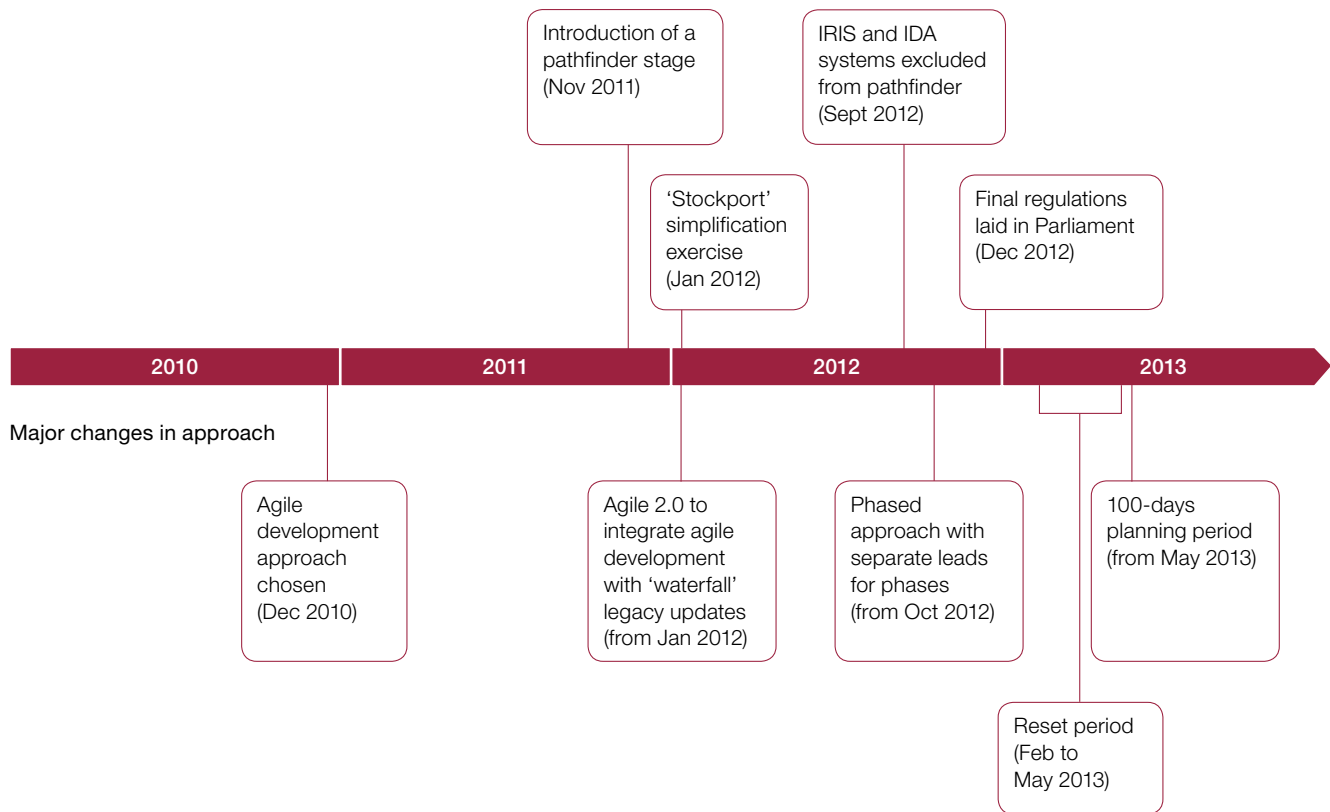 Introduction of a
pathfinder stage
(Nov 2011)
IRIS and IDA
systems excluded
from pathfinder
(Sept 2012)
‘Stockport’
simplification
exercise
(Jan 2012)
Final regulations
laid in Parliament
(Dec 2012)
2010
2011
2012
2013
Major changes in approach
Agile
development
approach
chosen
(Dec 2010)
Agile 2.0 to
integrate agile
development
with ‘waterfall’
legacy updates
(from Jan 2012)
Phased
approach with
separate leads
for phases
(from Oct 2012)
100-days
planning period
(from May 2013)
Reset period
(Feb to
May 2013)